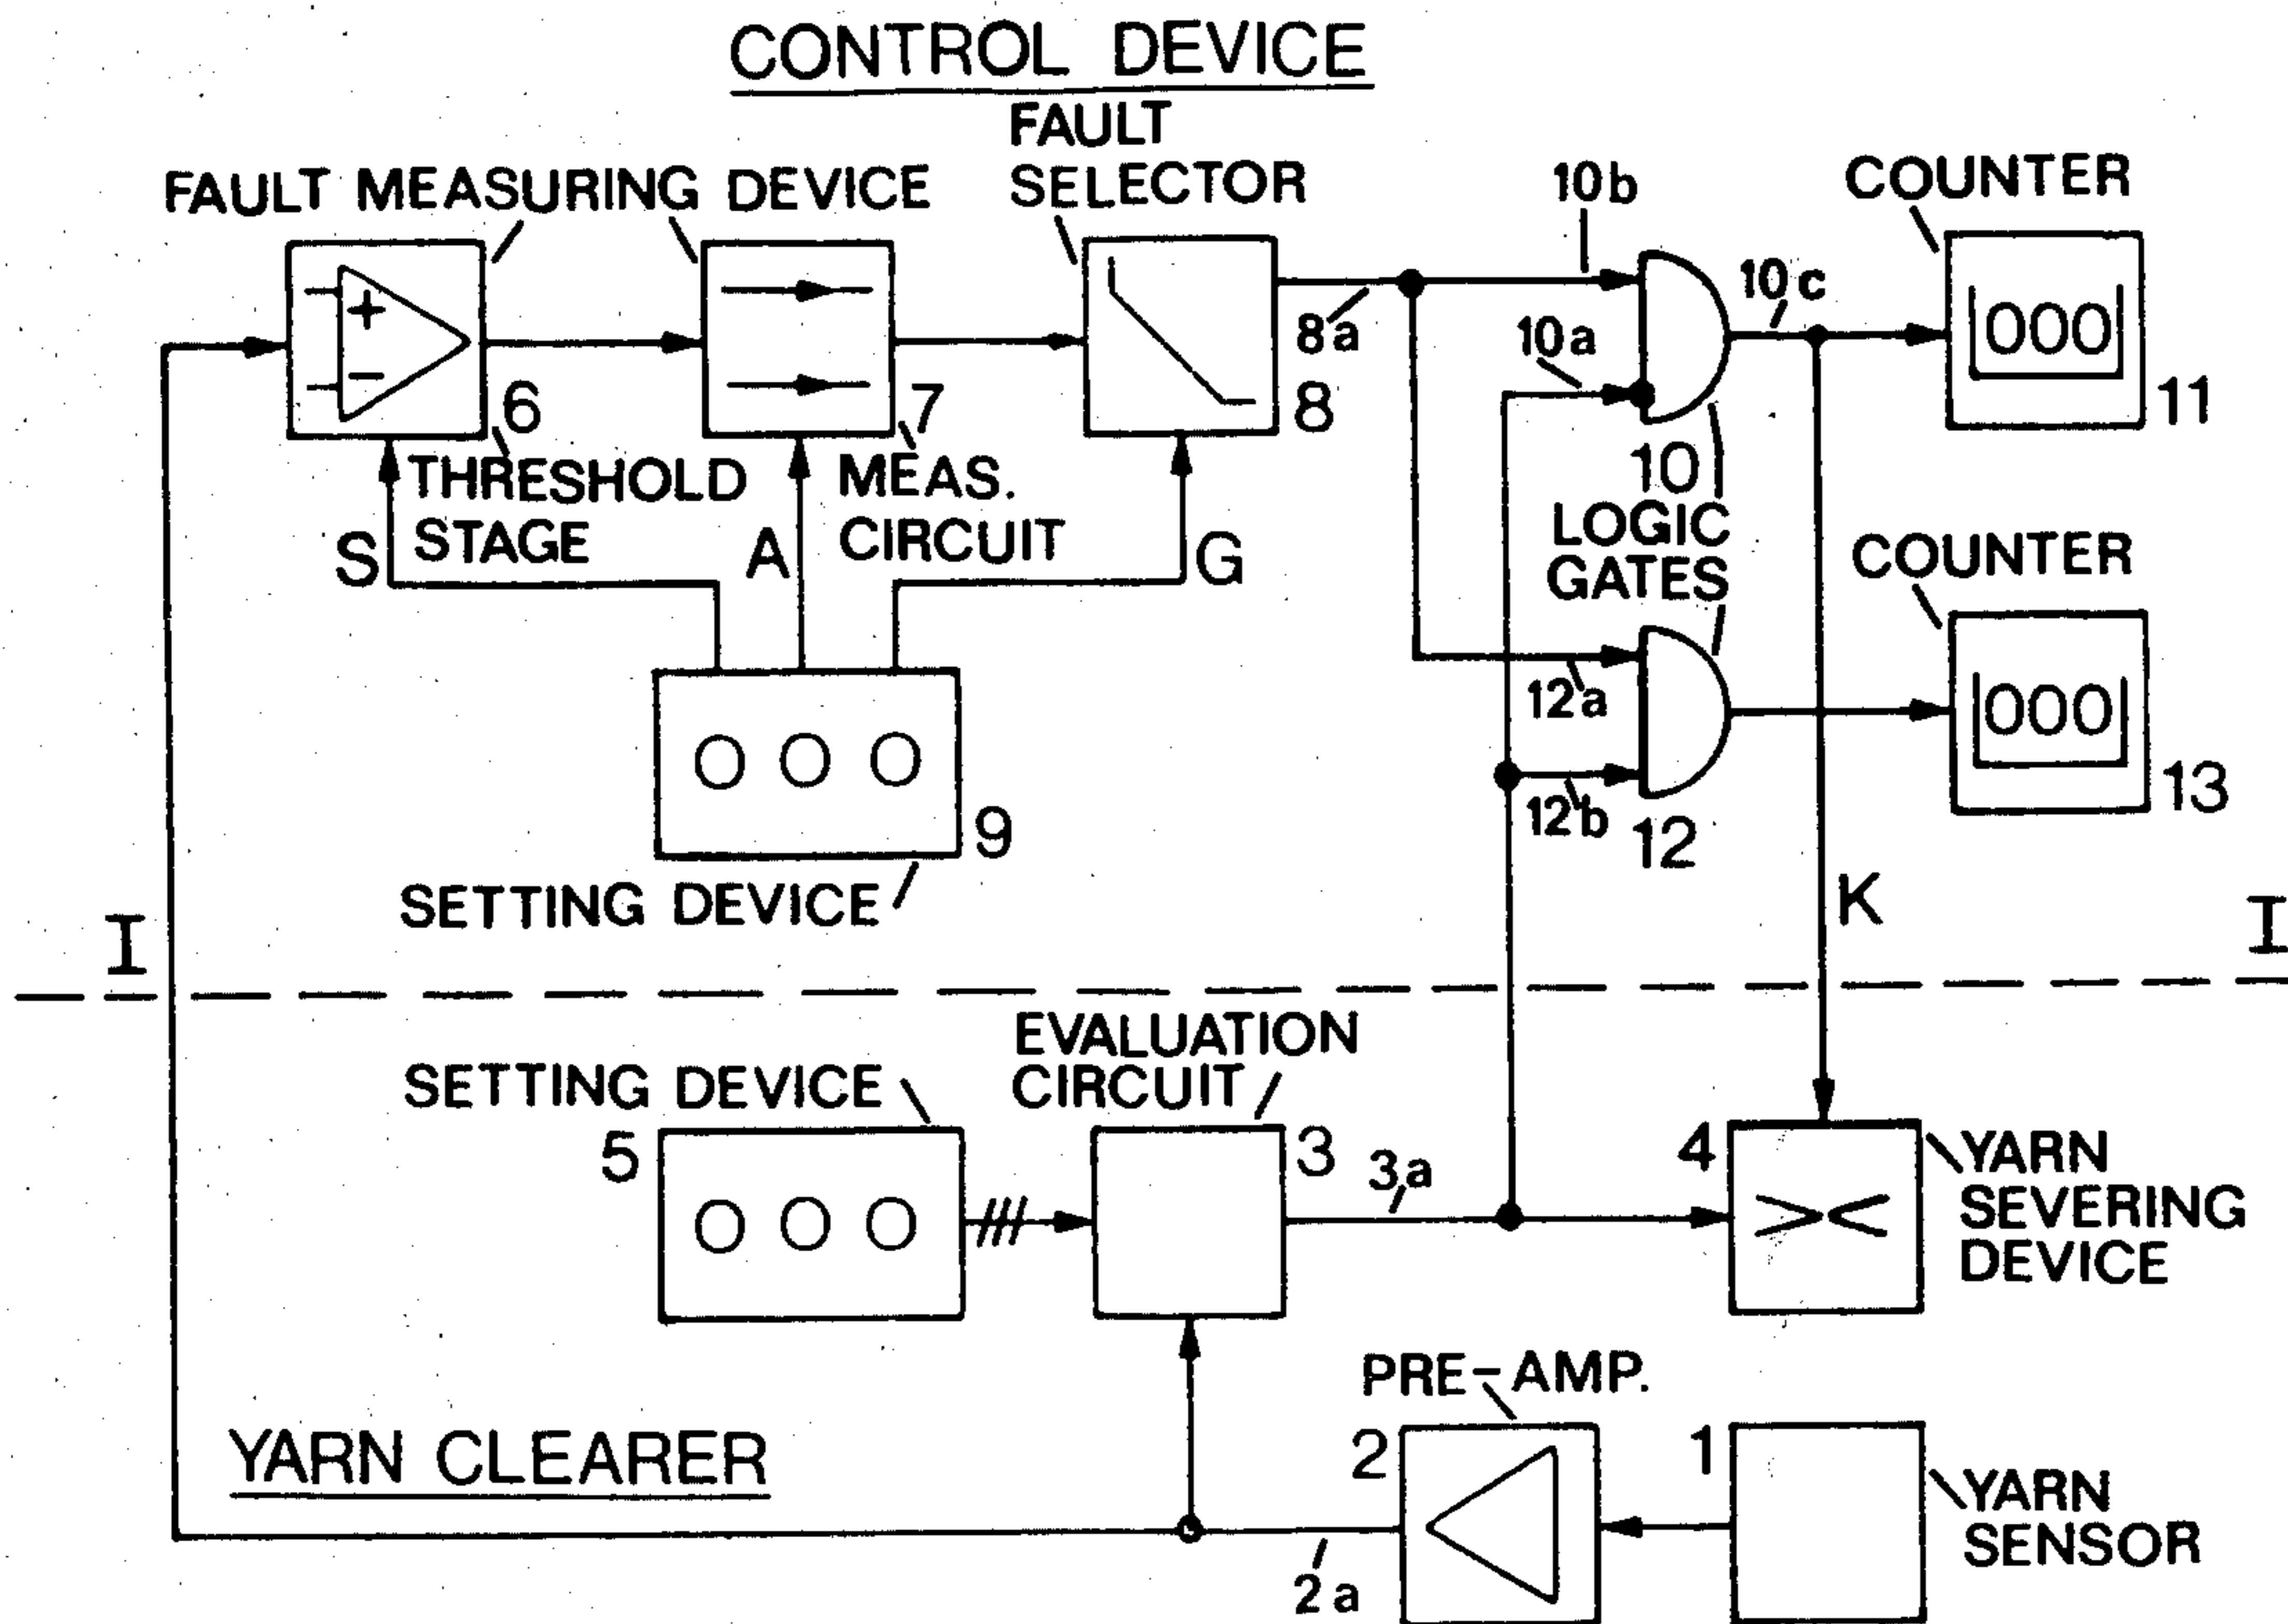 CONTROL DEVICE
FAULT MEASURING DEVICE
FAULT
SELECTOR
10b
COUNTER
+
−
6
7
8a
8
10a
10c
000
11
THRESHOLD
STAGE
MEAS.
CIRCUIT
S
A
G
10
LOGIC
GATES
COUNTER
12a
12b
12
000
13
9
SETTING DEVICE
K
I
I
SETTING DEVICE
5
EVALUATION
CIRCUIT
3
3a
4
YARN
SEVERING
DEVICE
PRE-AMP.
YARN CLEARER
2
1
YARN
SENSOR
2a